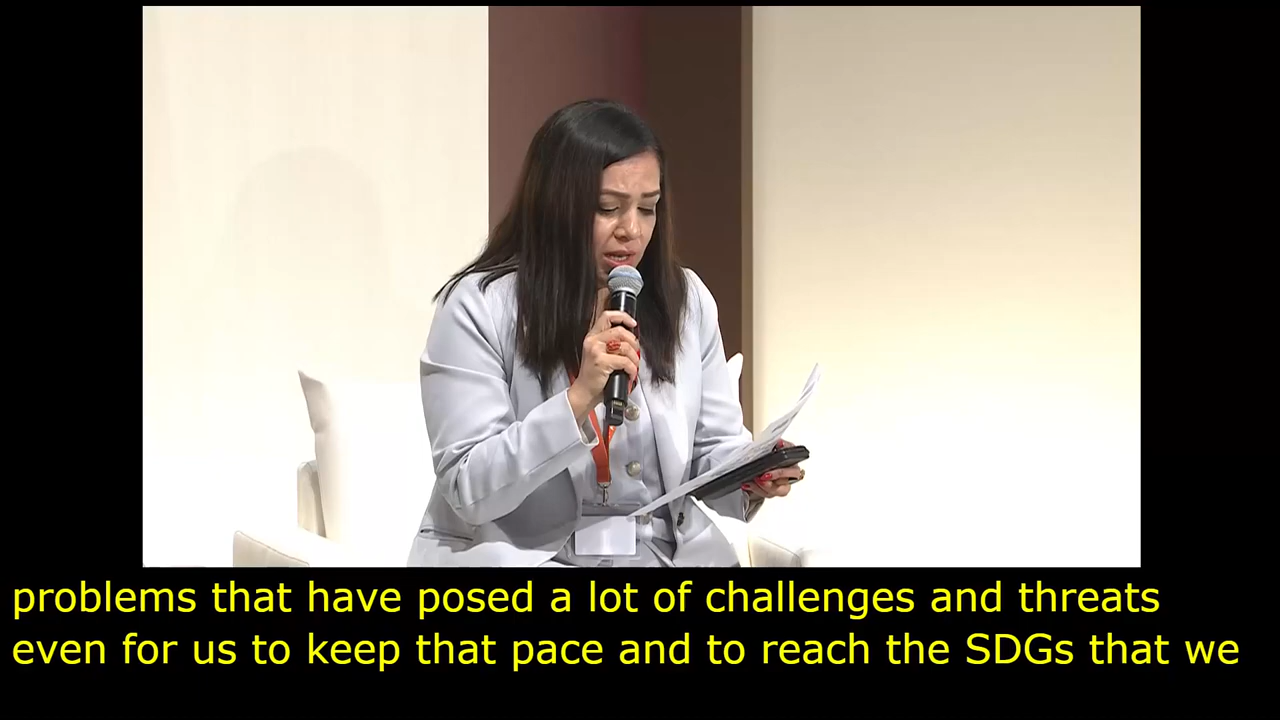 problems that have posed a lot of challenges and threats
even for us to keep that pace and to reach the SDGs that we